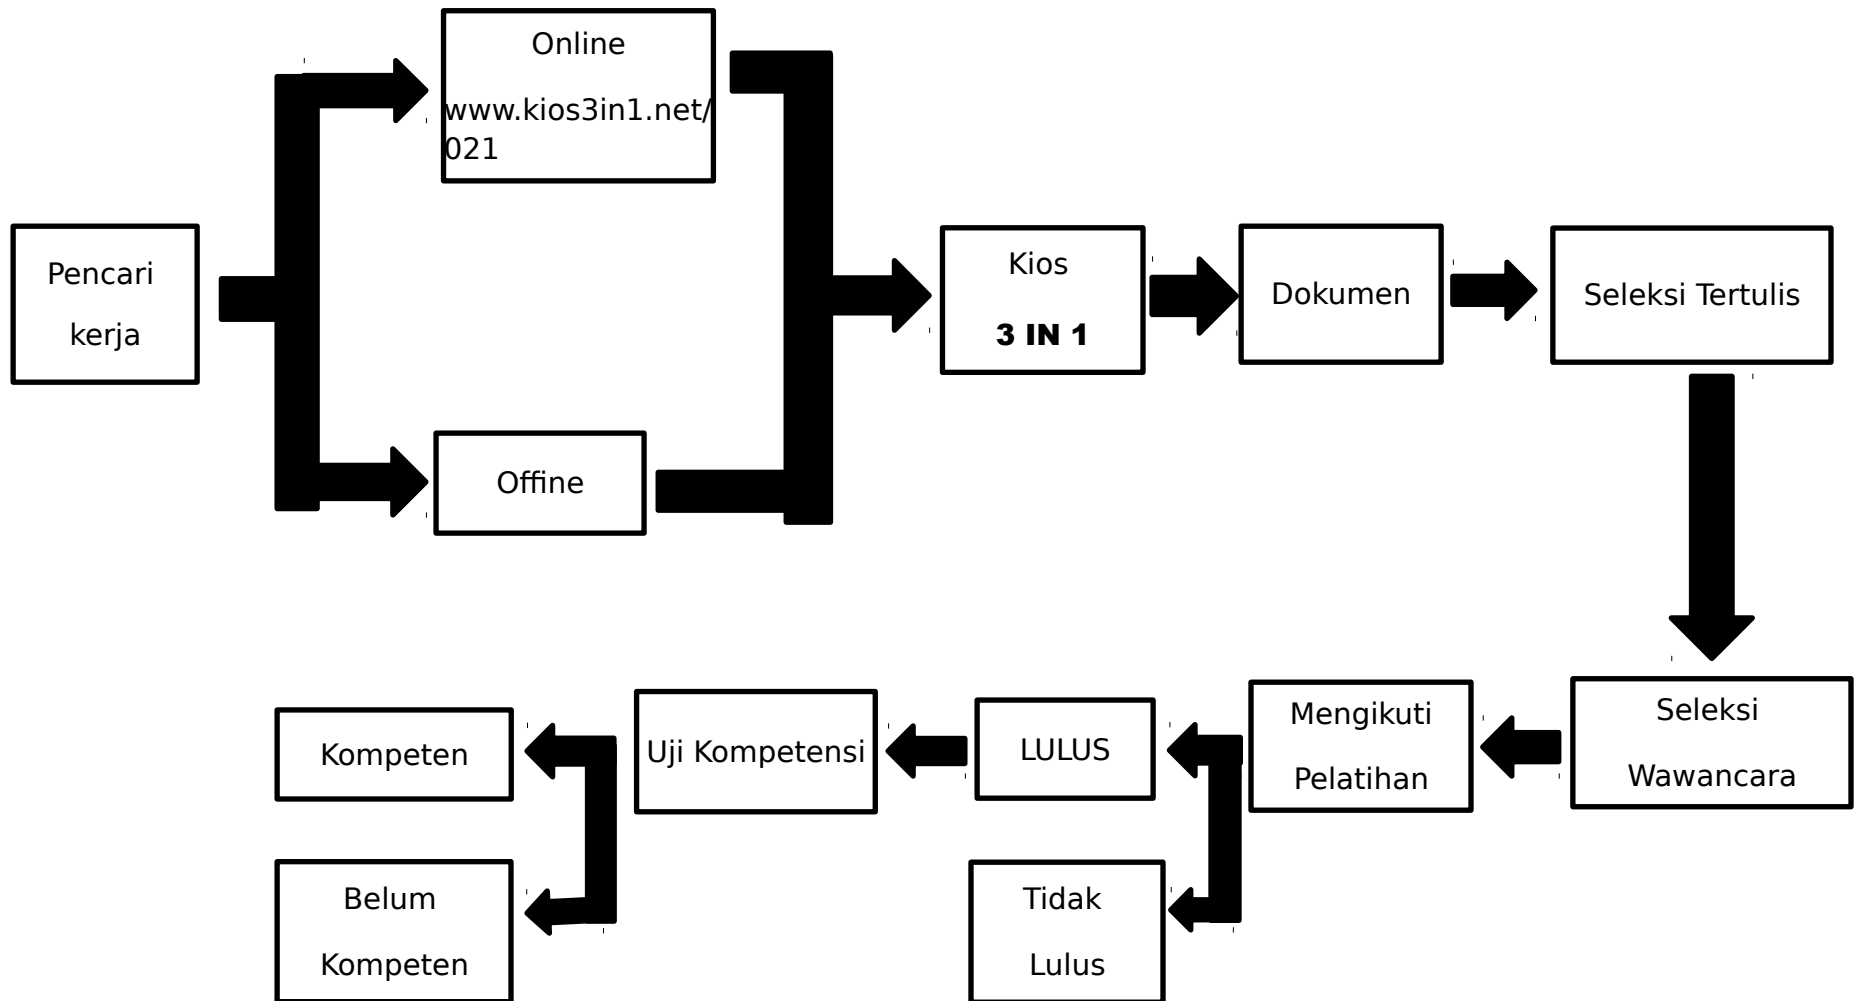 Online
www.kios3in1.net/
021
Pencari
kerja
Kios
3 IN 1
Dokumen
Seleksi Tertulis
Offine
Seleksi
Wawancara
Mengikuti
Pelatihan
LULUS
Uji Kompetensi
Kompeten
Tidak
Lulus
Belum
Kompeten